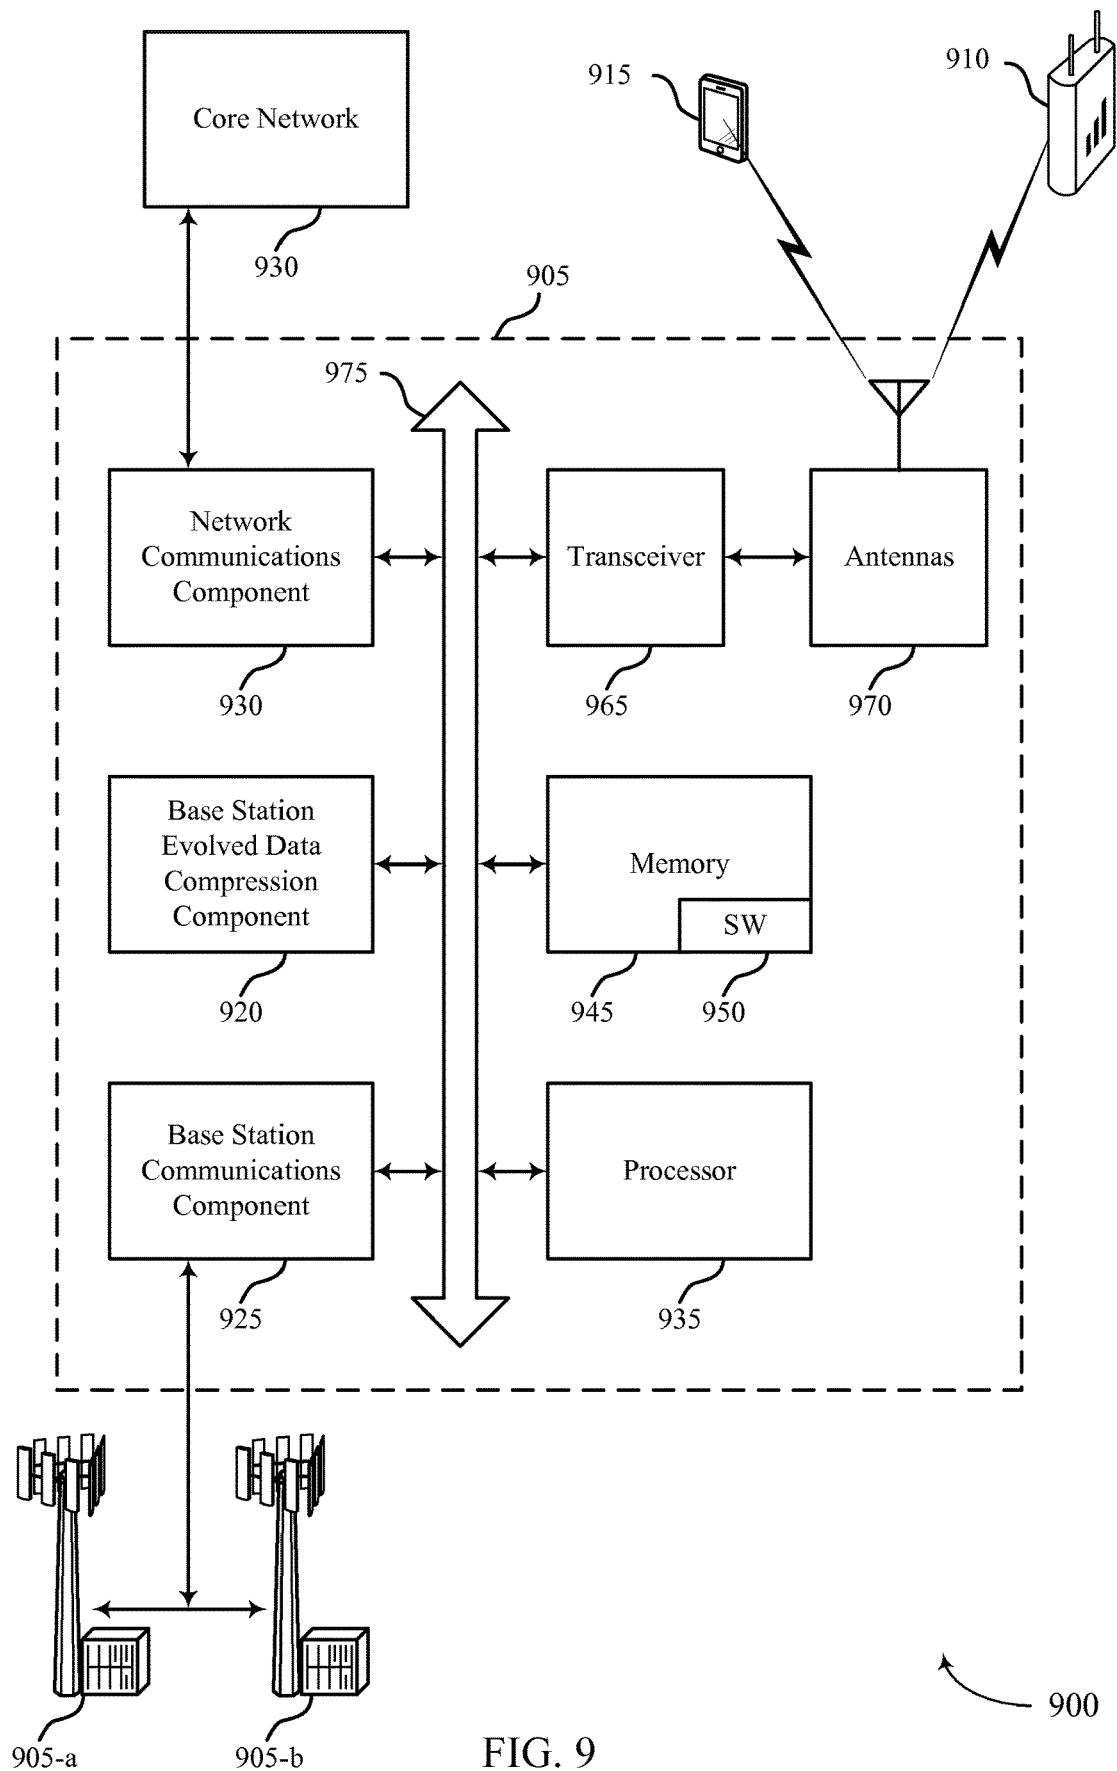 Core Network
930
915
910
905
975
Network
Communications
Component
930
Transceiver
965
Antennas
970
Base Station
Evolved Data
Compression
Component
920
Memory
SW
945
950
Base Station
Communications
Component
925
Processor
935
905-a
905-b
FIG. 9
900